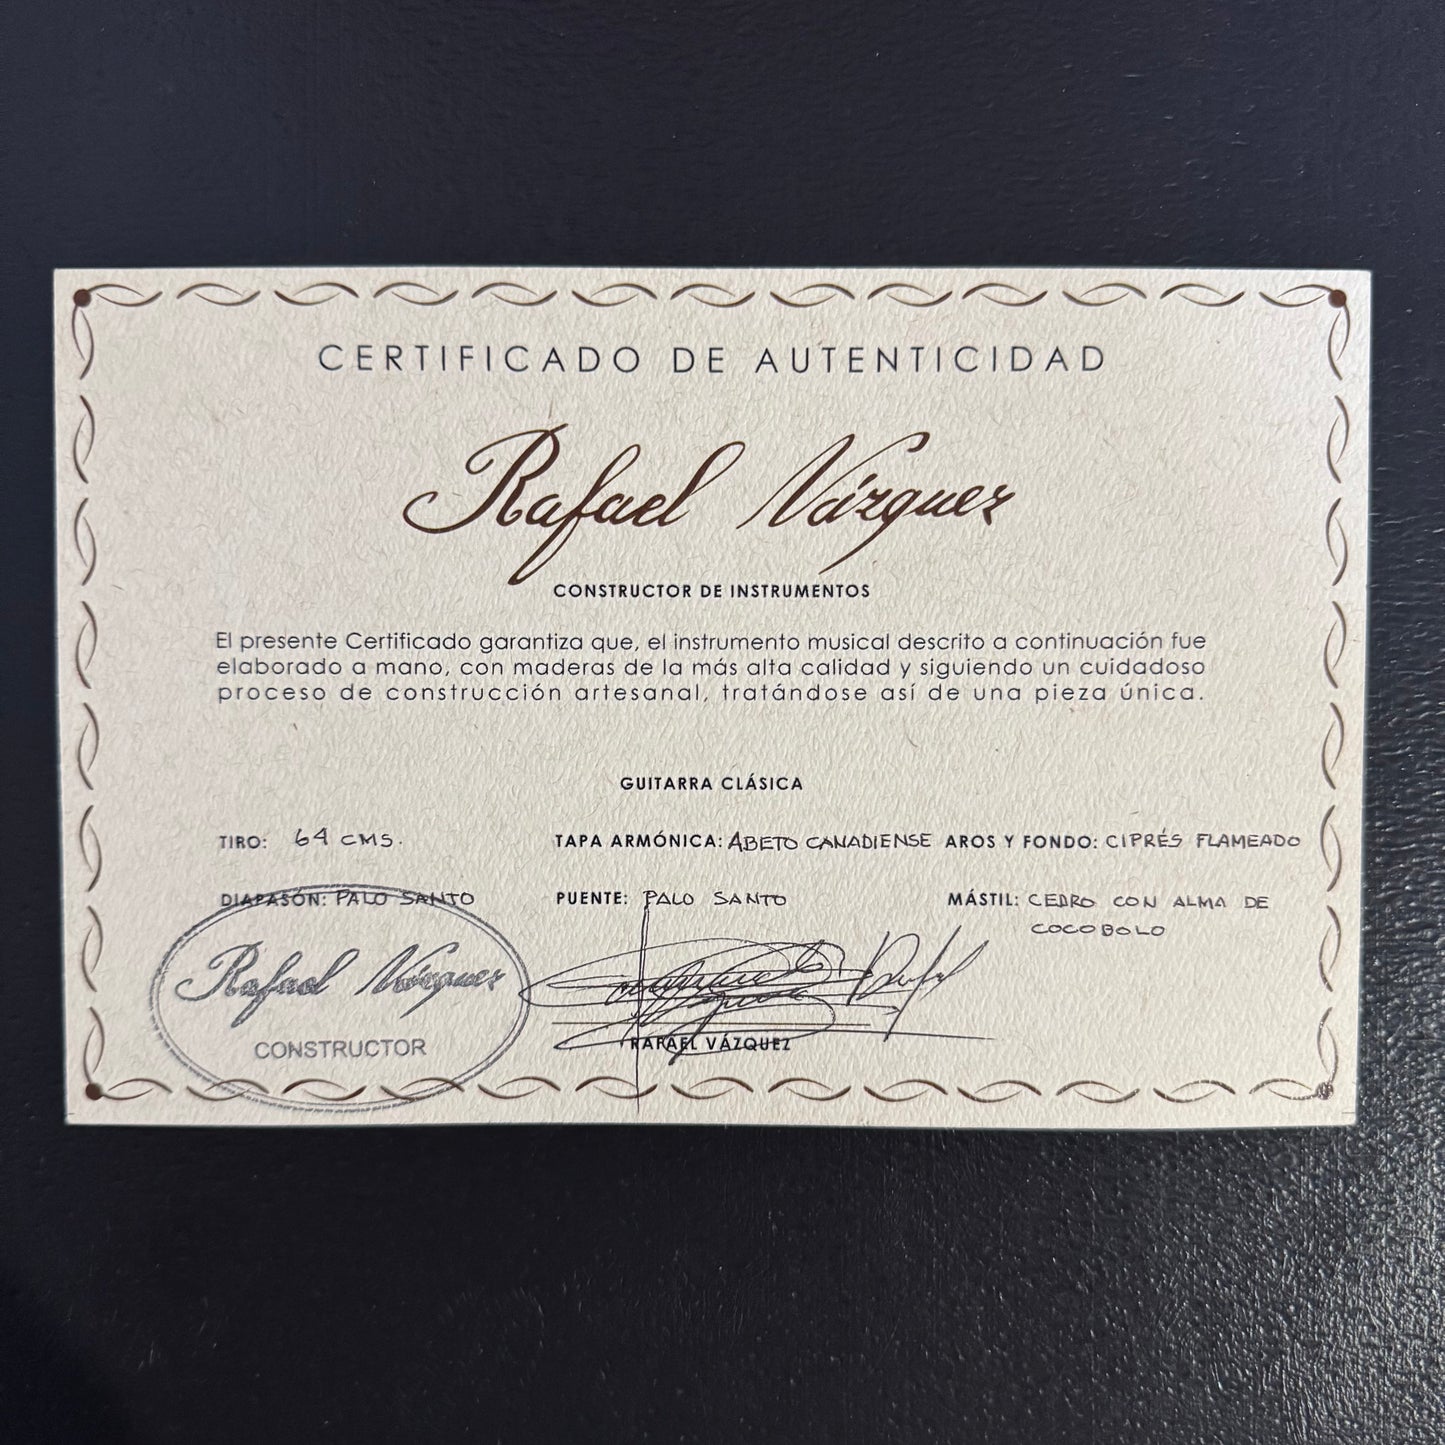 CERTIFICADO DE AUTENTICIDAD
Rafael Vázquez
CONSTRUCTOR DE INSTRUMENTOS
El presente Certificado garantiza que, el instrumento musical descrito a continuación fue
elaborado a mano, con maderas de la más alta calidad y siguiendo un cuidadoso
proceso de construcción artesanal, tratándose así de una pieza única.
GUITARRA CLÁSICA
TIRO: 64 CMS. TAPA ARMÓNICA: ABETO CANADIENSE AROS Y FONDO: CIPRÉS FLAMEADO
DIAPASÓN: PALO SANTO PUENTE: PALO SANTO MÁSTIL: CEDRO CON ALMA DE
COCOBOLO
Rafael Vázquez
CONSTRUCTOR
RAFAEL VÁZQUEZ